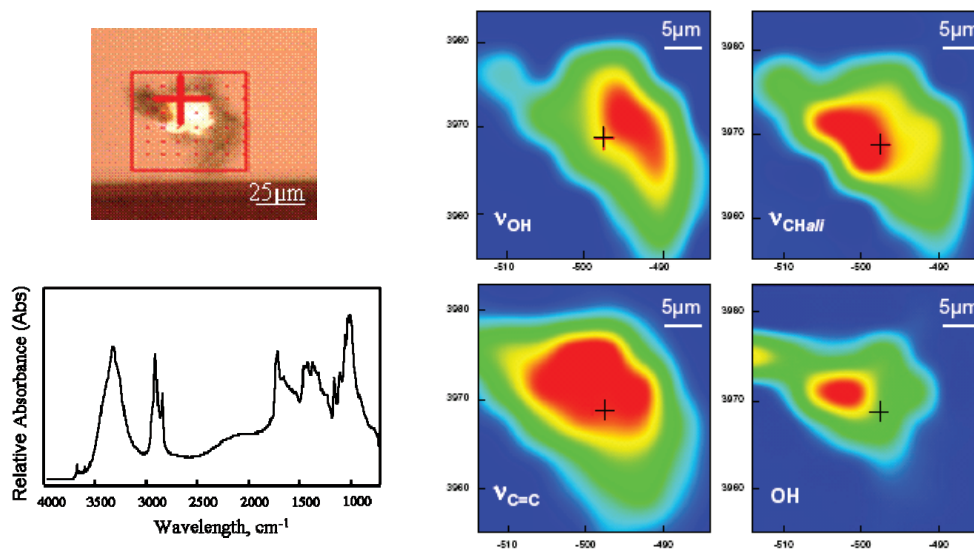 25µm
Relative Absorbance (Abs)
4000 3500 3000 2500 2000 1500 1000
Wavelength, cm-1
5µm
3980
3970
3960
νOH
-510 -500 -490
5µm
3980
3970
3960
νCHali
-510 -500 -490
5µm
3980
3970
3960
νC=C
-510 -500 -490
5µm
3980
3970
3960
OH
-510 -500 -490